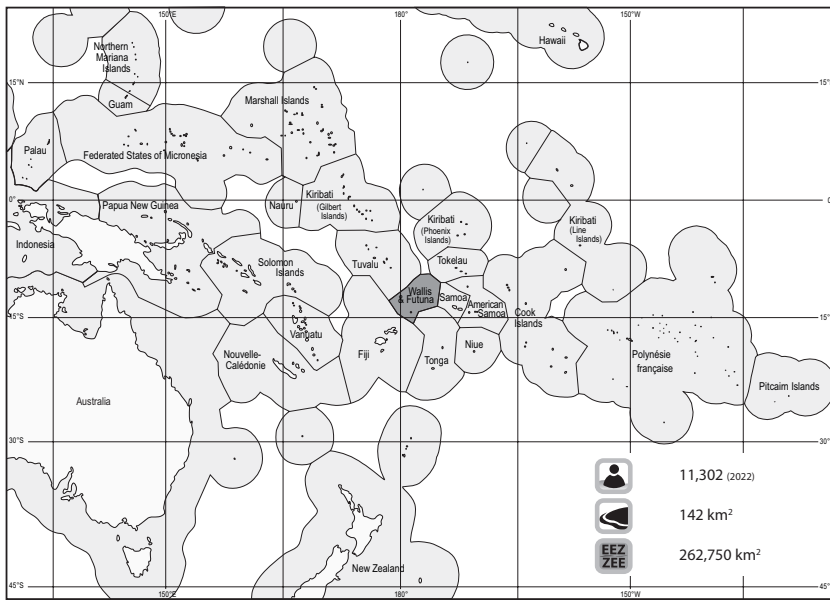 150°E
180°
150°W
Hawaii
Northern
Mariana
Islands
15°N
15°N
Guam
Marshall Islands
Palau
Federated States of Micronesia
0°
0°
Papua New Guinea
Nauru
Kiribati
(Gilbert
Islands)
Kiribati
(Phoenix
Islands)
Kiribati
(Line
Islands)
Indonesia
Solomon
Islands
Tuvalu
Tokelau
Wallis
& Futuna
Samoa
American
Samoa
Cook
Islands
15°S
15°S
Vanuatu
Nouvelle-
Calédonie
Fiji
Tonga
Niue
Polynésie
française
Pitcairn Islands
Australia
30°S
30°S
11,302 (2022)
142 km²
EEZ
ZEE
262,750 km²
New Zealand
45°S
45°S
150°E
180°
150°W